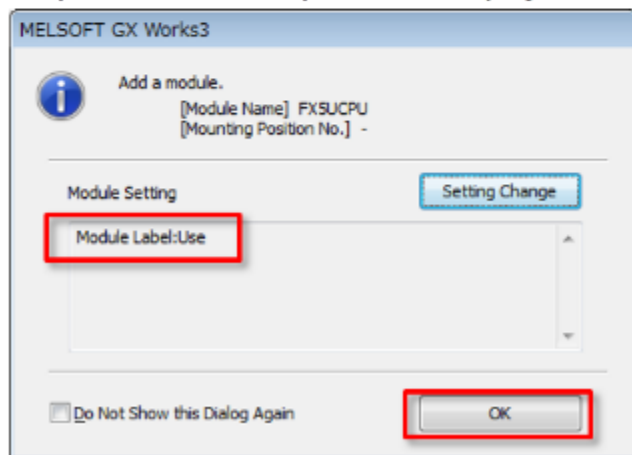 MELSOFT GX Works3
Add a module.
[Module Name] FX5UCPU
[Mounting Position No.] -
Module Setting
Setting Change
Module Label:Use
Do Not Show this Dialog Again
OK